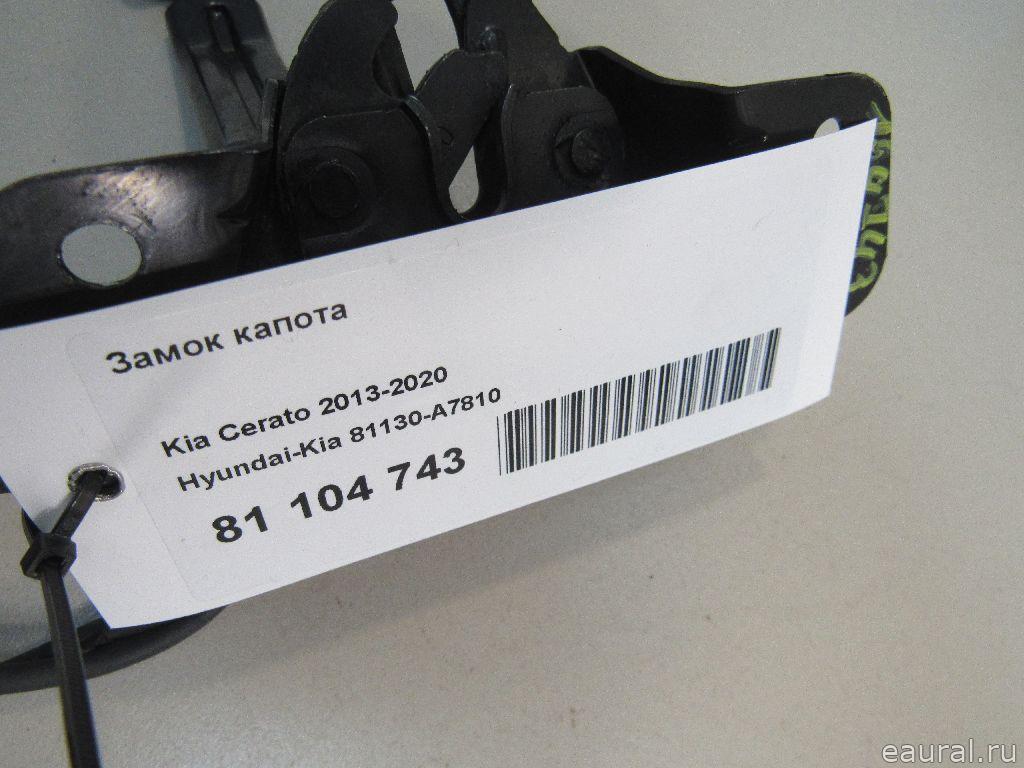 Замок капота
Kia Cerato 2013-2020
Hyundai-Kia 81130-A7810
81 104 743
eaural.ru